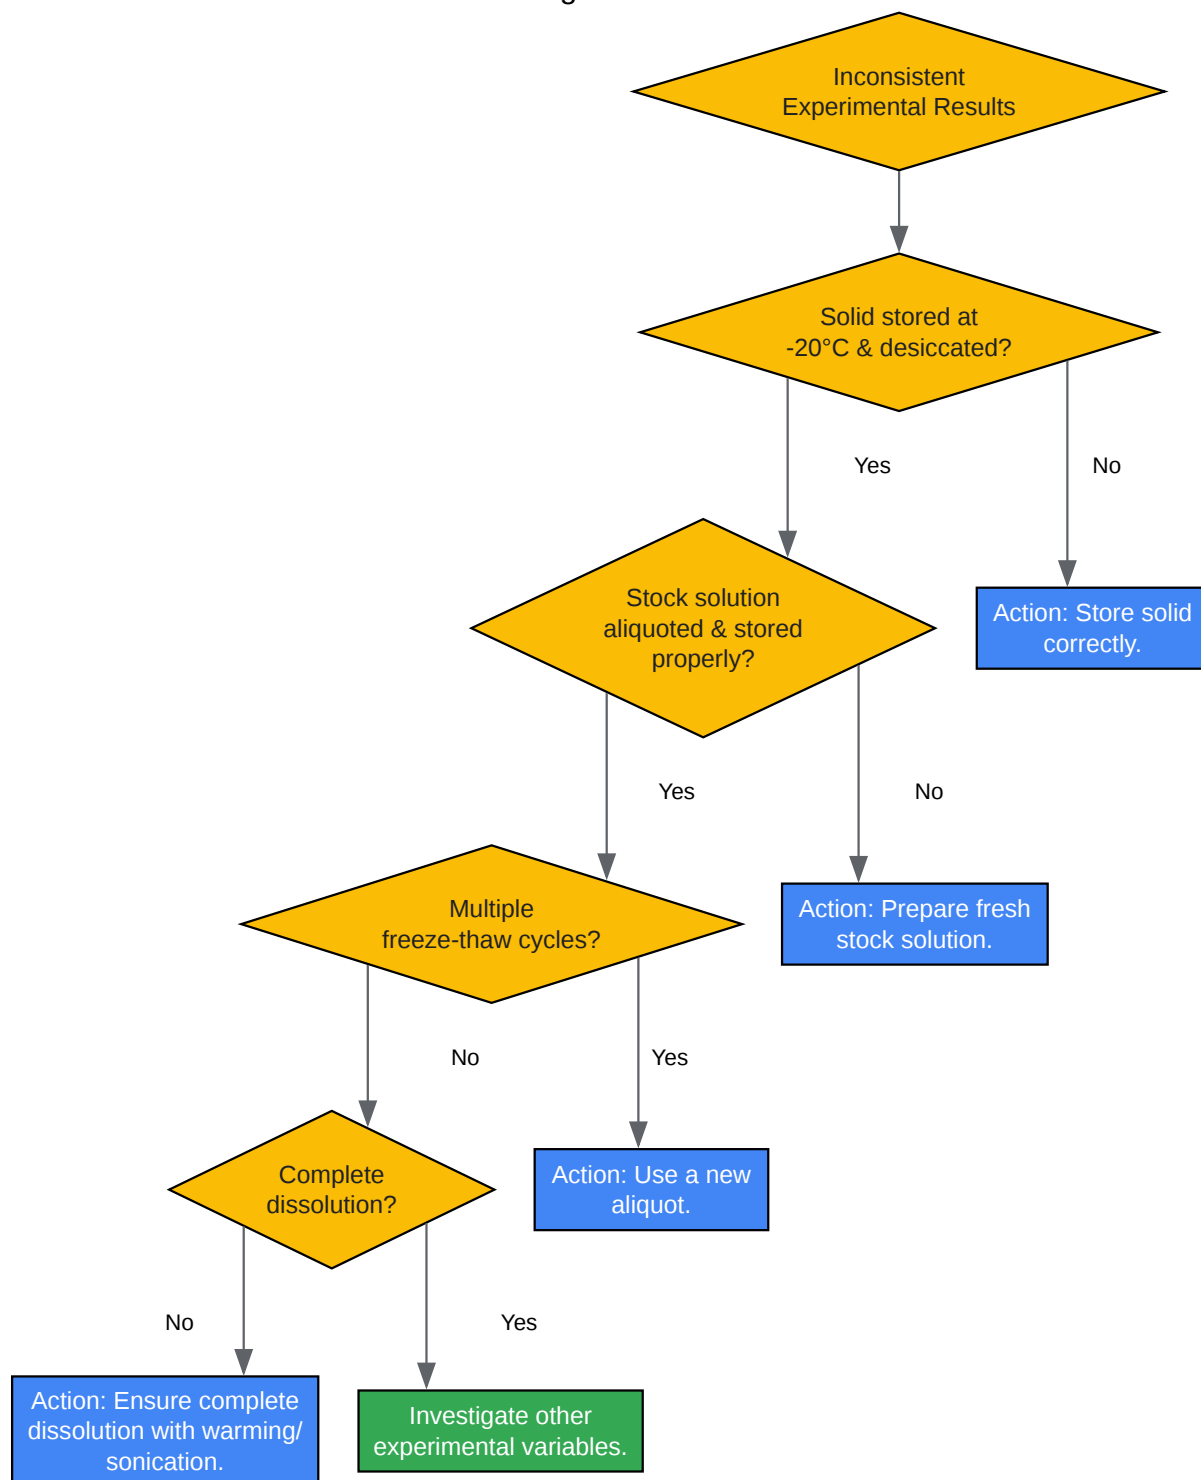 Inconsistent
Experimental Results
Solid stored at
-20°C & desiccated?
Yes
No
Stock solution
aliquoted & stored
properly?
Action: Store solid
correctly.
Yes
No
Multiple
freeze-thaw cycles?
Action: Prepare fresh
stock solution.
No
Yes
Complete
dissolution?
Action: Use a new
aliquot.
No
Yes
Action: Ensure complete
dissolution with warming/
sonication.
Investigate other
experimental variables.